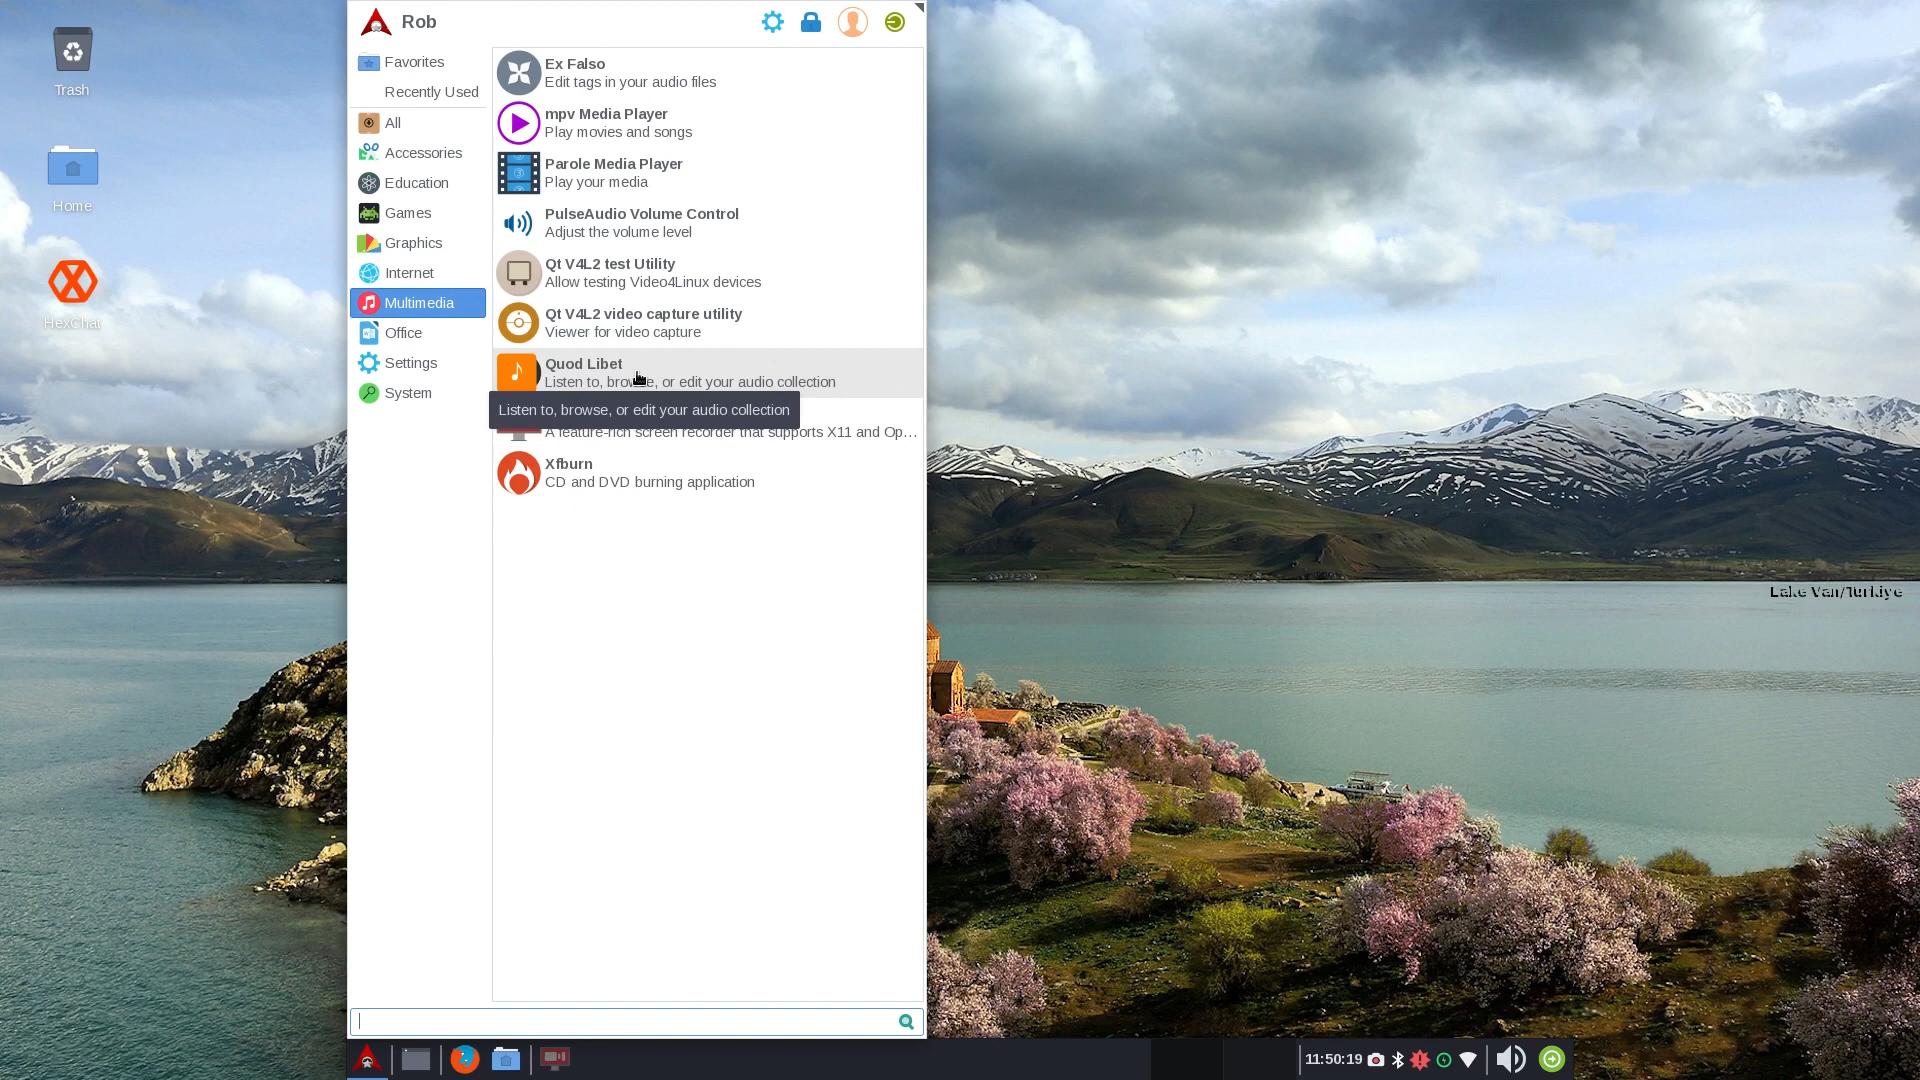 Trash
Home
HexChat
Rob
Favorites
Recently Used
All
Accessories
Education
Games
Graphics
Internet
Multimedia
Office
Settings
System
Ex Falso
Edit tags in your audio files
mpv Media Player
Play movies and songs
Parole Media Player
Play your media
PulseAudio Volume Control
Adjust the volume level
Qt V4L2 test Utility
Allow testing Video4Linux devices
Qt V4L2 video capture utility
Viewer for video capture
Quod Libet
Listen to, browse, or edit your audio collection
Listen to, browse, or edit your audio collection
A feature-rich screen recorder that supports X11 and Op...
Xfburn
CD and DVD burning application
Lake Van/Türkiye
11:50:19